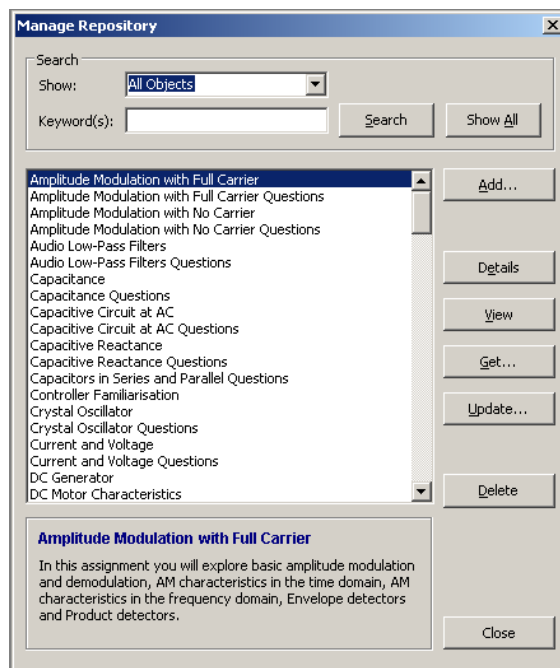 Manage Repository
Search
Show: All Objects
Keyword(s): Search Show All
Amplitude Modulation with Full Carrier
Amplitude Modulation with Full Carrier Questions
Amplitude Modulation with No Carrier
Amplitude Modulation with No Carrier Questions
Audio Low-Pass Filters
Audio Low-Pass Filters Questions
Capacitance
Capacitance Questions
Capacitive Circuit at AC
Capacitive Circuit at AC Questions
Capacitive Reactance
Capacitive Reactance Questions
Capacitors in Series and Parallel Questions
Controller Familiarisation
Crystal Oscillator
Crystal Oscillator Questions
Current and Voltage
Current and Voltage Questions
DC Generator
DC Motor Characteristics
Add...
Details
View
Get...
Update...
Delete
Amplitude Modulation with Full Carrier
In this assignment you will explore basic amplitude modulation
and demodulation, AM characteristics in the time domain, AM
characteristics in the frequency domain, Envelope detectors
and Product detectors.
Close